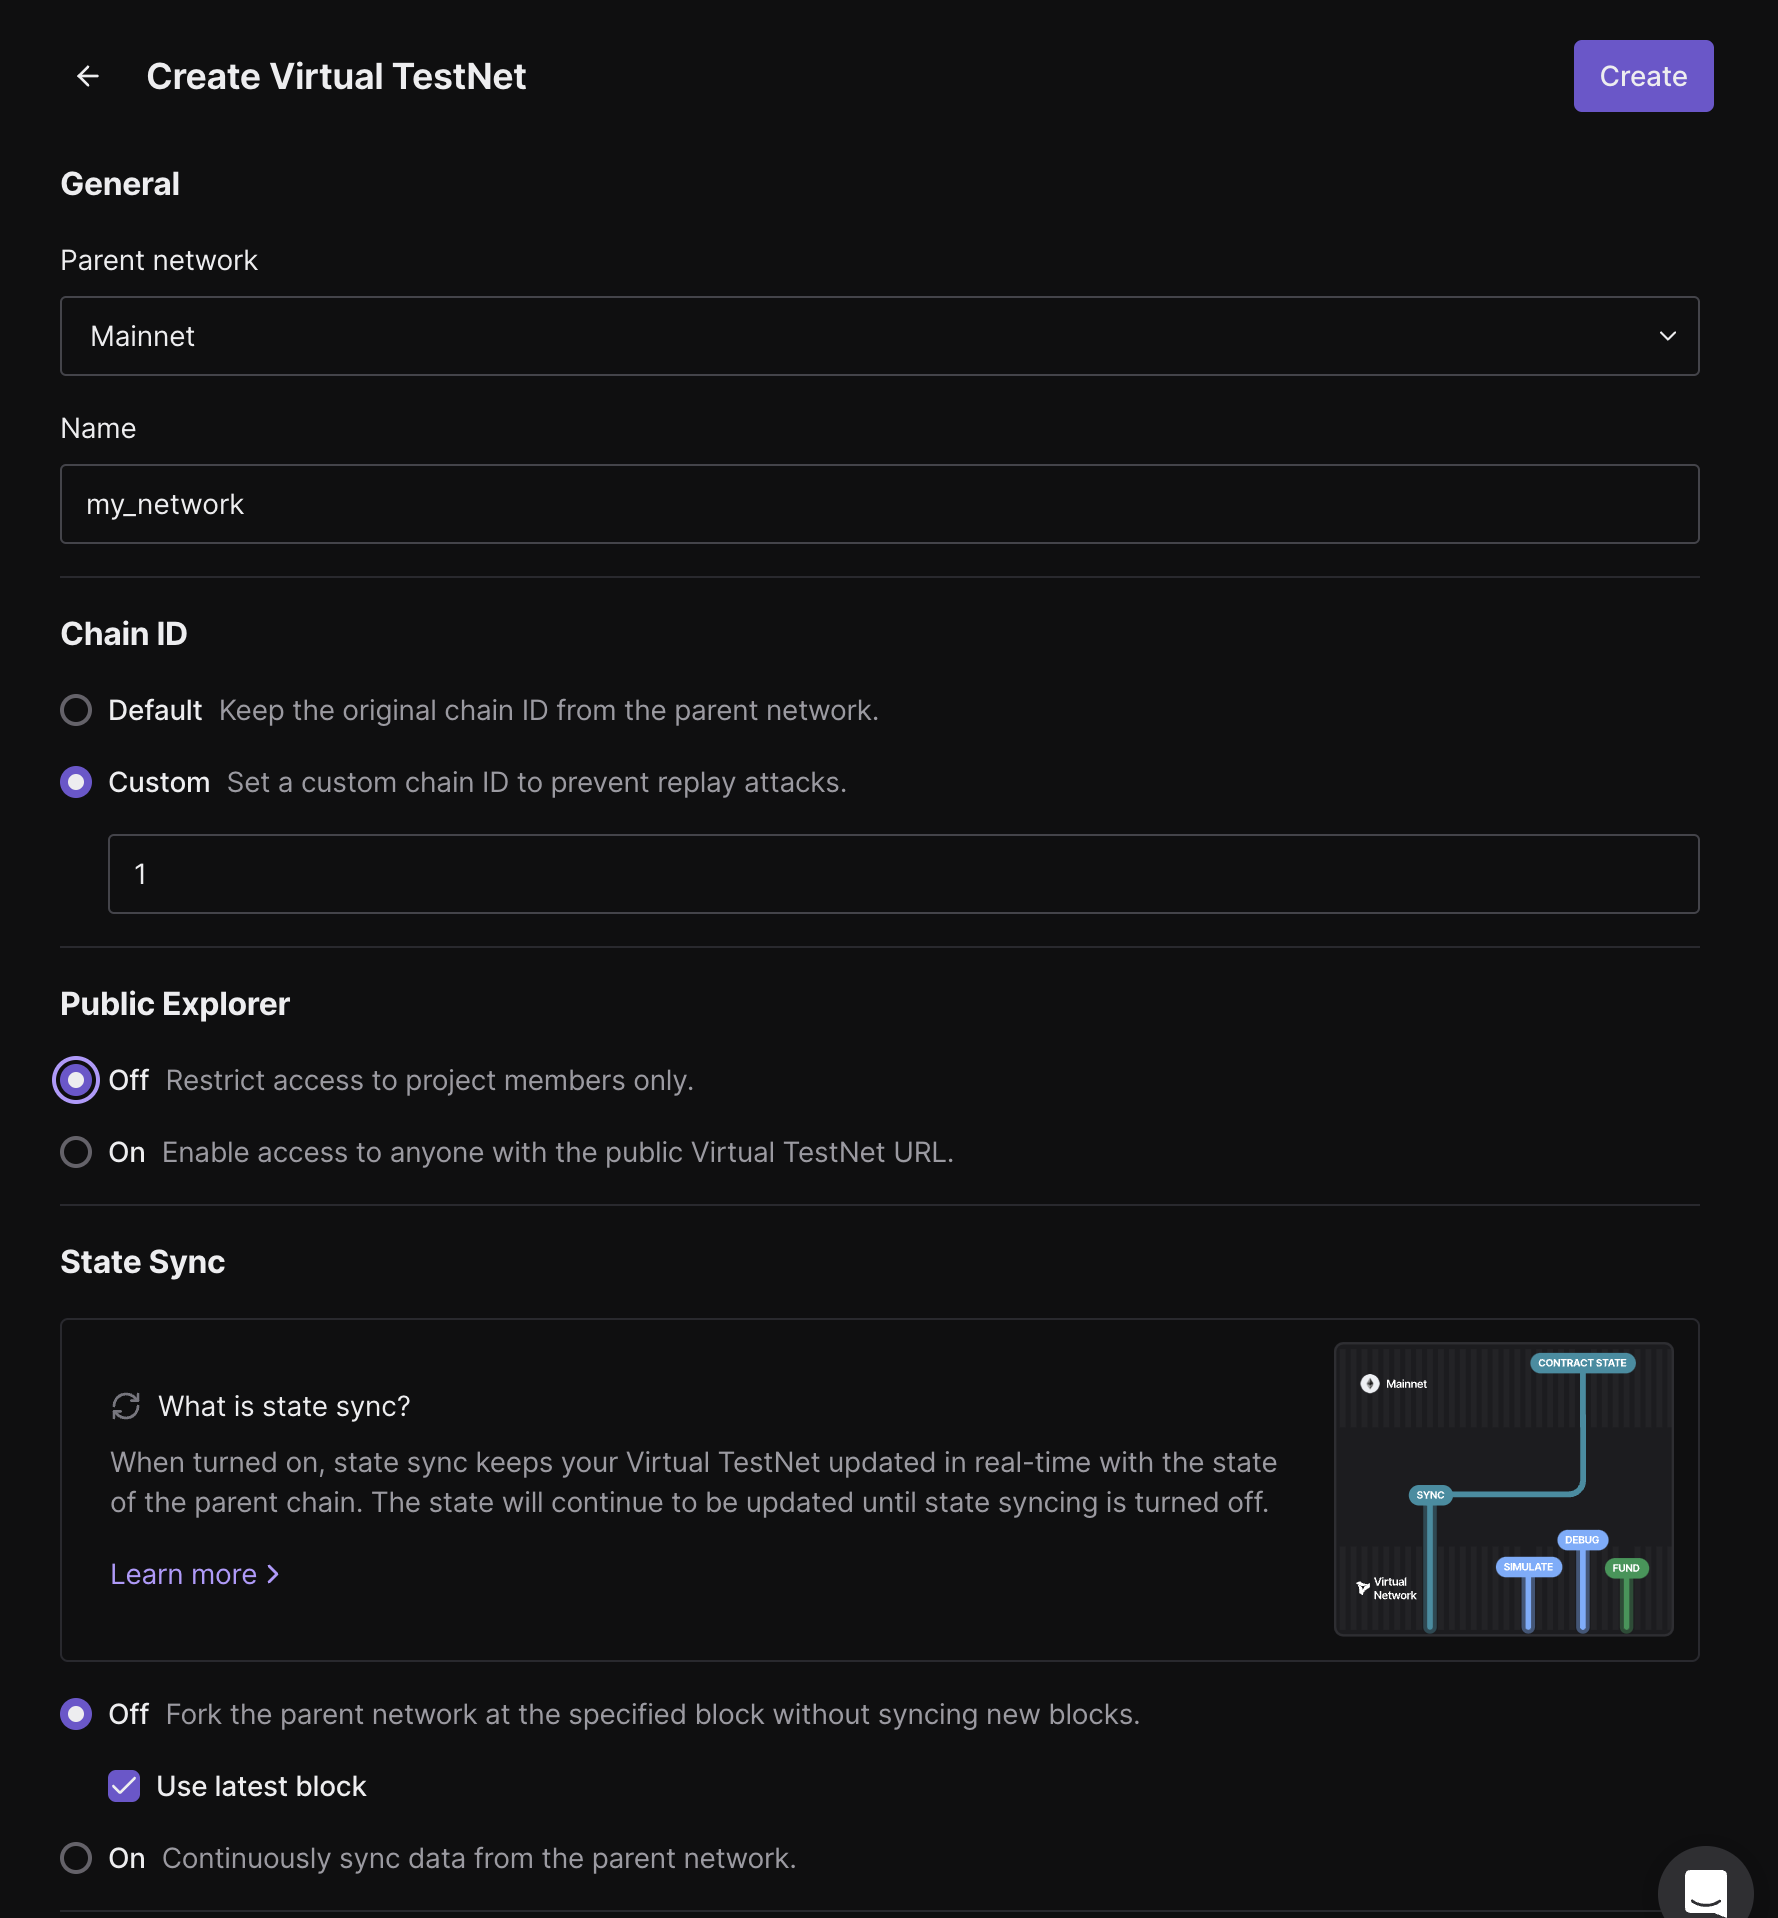 Create Virtual TestNet
Create
General
Parent network
Mainnet
Name
my_network
Chain ID
Default Keep the original chain ID from the parent network.
Custom Set a custom chain ID to prevent replay attacks.
1
Public Explorer
Off Restrict access to project members only.
On Enable access to anyone with the public Virtual TestNet URL.
State Sync
What is state sync?
When turned on, state sync keeps your Virtual TestNet updated in real-time with the state
of the parent chain. The state will continue to be updated until state syncing is turned off.
Learn more
CONTRACT STATE
Mainnet
SYNC
DEBUG
SIMULATE
FUND
Virtual
Network
Off Fork the parent network at the specified block without syncing new blocks.
Use latest block
On Continuously sync data from the parent network.